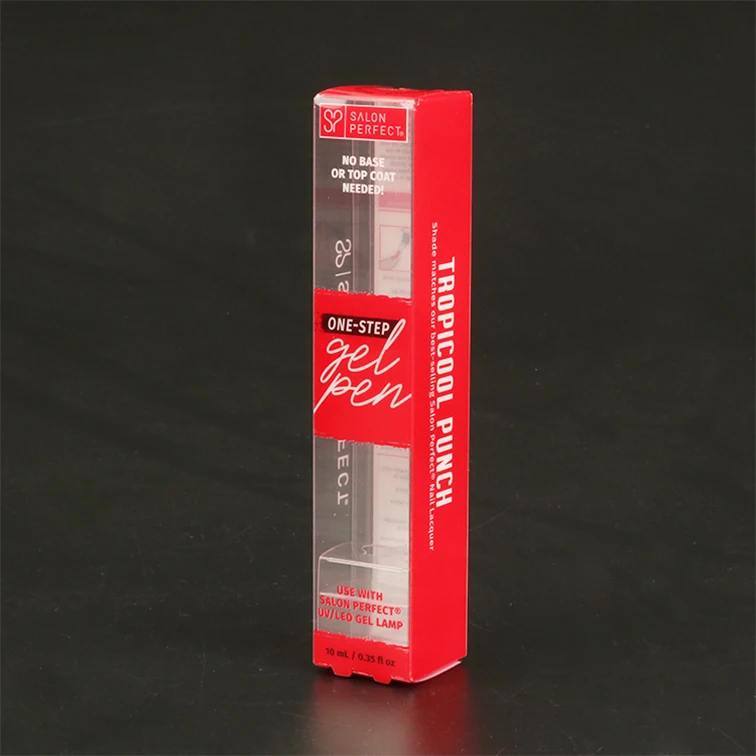 SP
SALON
PERFECT®
NO BASE
OR TOP COAT
NEEDED!
ONE-STEP
gel
pen
USE WITH
SALON PERFECT®
UV/LED GEL LAMP
10 mL / 0.35 fl oz
TROPICOOL PUNCH
Shade matches our best-selling Salon Perfect® Nail Lacquer